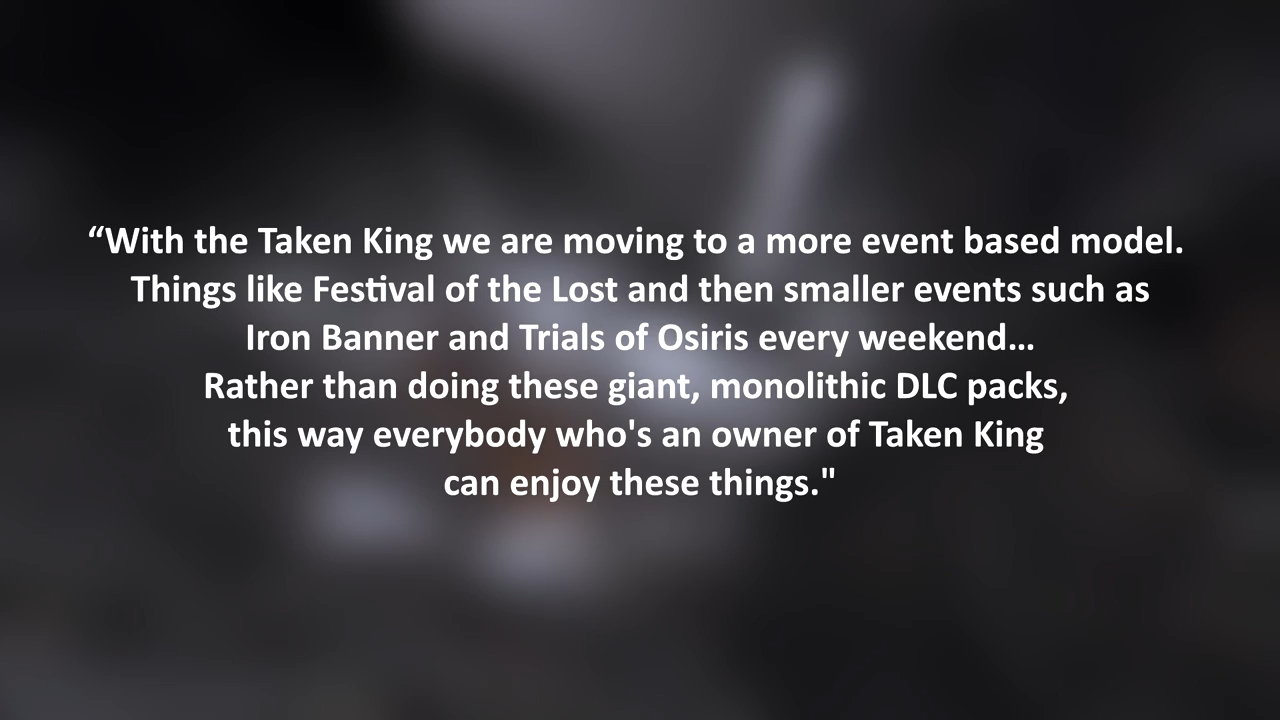 “With the Taken King we are moving to a more event based model.
Things like Festival of the Lost and then smaller events such as
Iron Banner and Trials of Osiris every weekend...
Rather than doing these giant, monolithic DLC packs,
this way everybody who's an owner of Taken King
can enjoy these things."